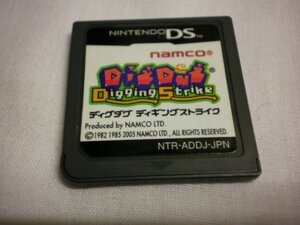 NINTENDO DS™
namco®
DIG DUG®
Digging Strike
ディグダグ ディギングストライク
Produced by NAMCO LTD.
©1982 1985 2005 NAMCO LTD., ALL RIGHTS RESERVED.
NTR-ADDJ-JPN